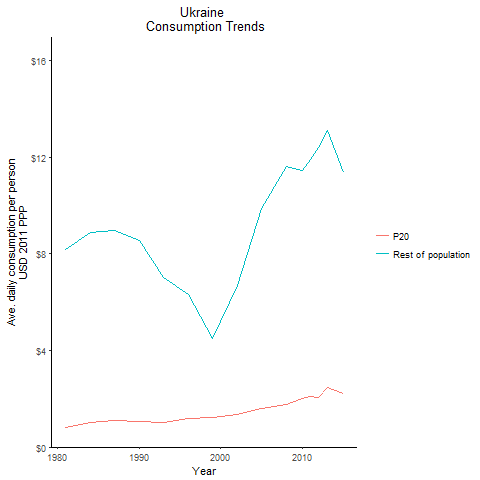 Ukraine
Consumption Trends
Ave. daily consumption per person
USD 2011 PPP
$16
$12
$8
$4
$0
1980 1990 2000 2010
Year
P20
Rest of population